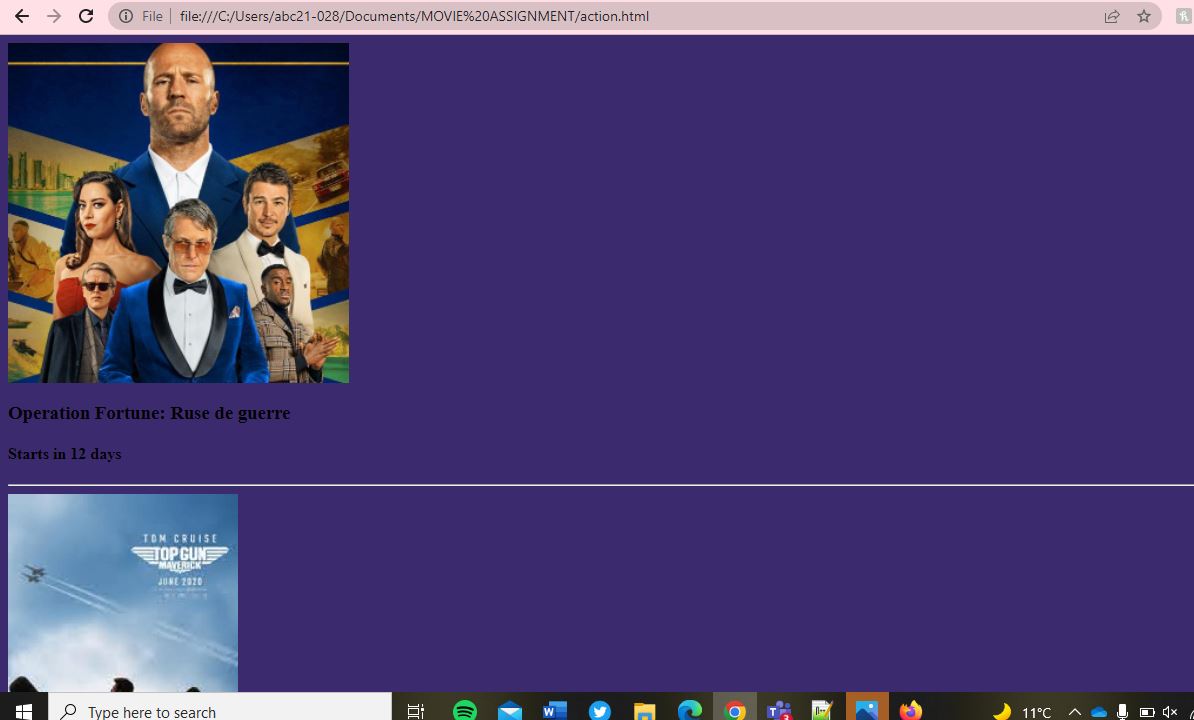 File file:///C:/Users/abc21-028/Documents/MOVIE%20ASSIGNMENT/action.html
Operation Fortune: Ruse de guerre
Starts in 12 days
TOM CRUISE
TOP GUN
MAVERICK
JUNE 2020
Type here to search
11°C